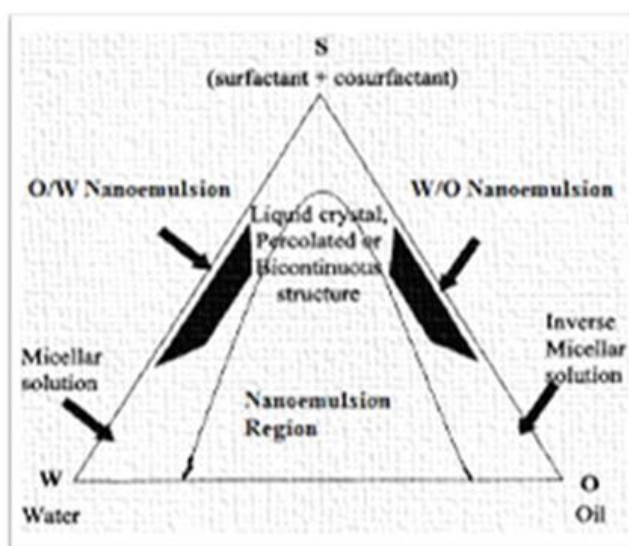 S
(surfactant + cosurfactant)
O/W Nanoemulsion
W/O Nanoemulsion
Liquid crystal,
Percolated or
Bicontinuous
structure
Micellar
solution
Inverse
Micellar
solution
Nanoemulsion
Region
W
O
Water
Oil